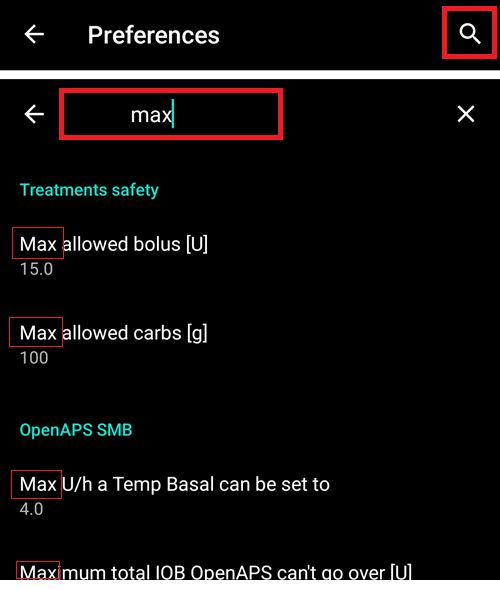 Preferences
max
Treatments safety
Max allowed bolus [U]
15.0
Max allowed carbs [g]
100
OpenAPS SMB
Max U/h a Temp Basal can be set to
4.0
Maximum total IOB OpenAPS can't go over [U]